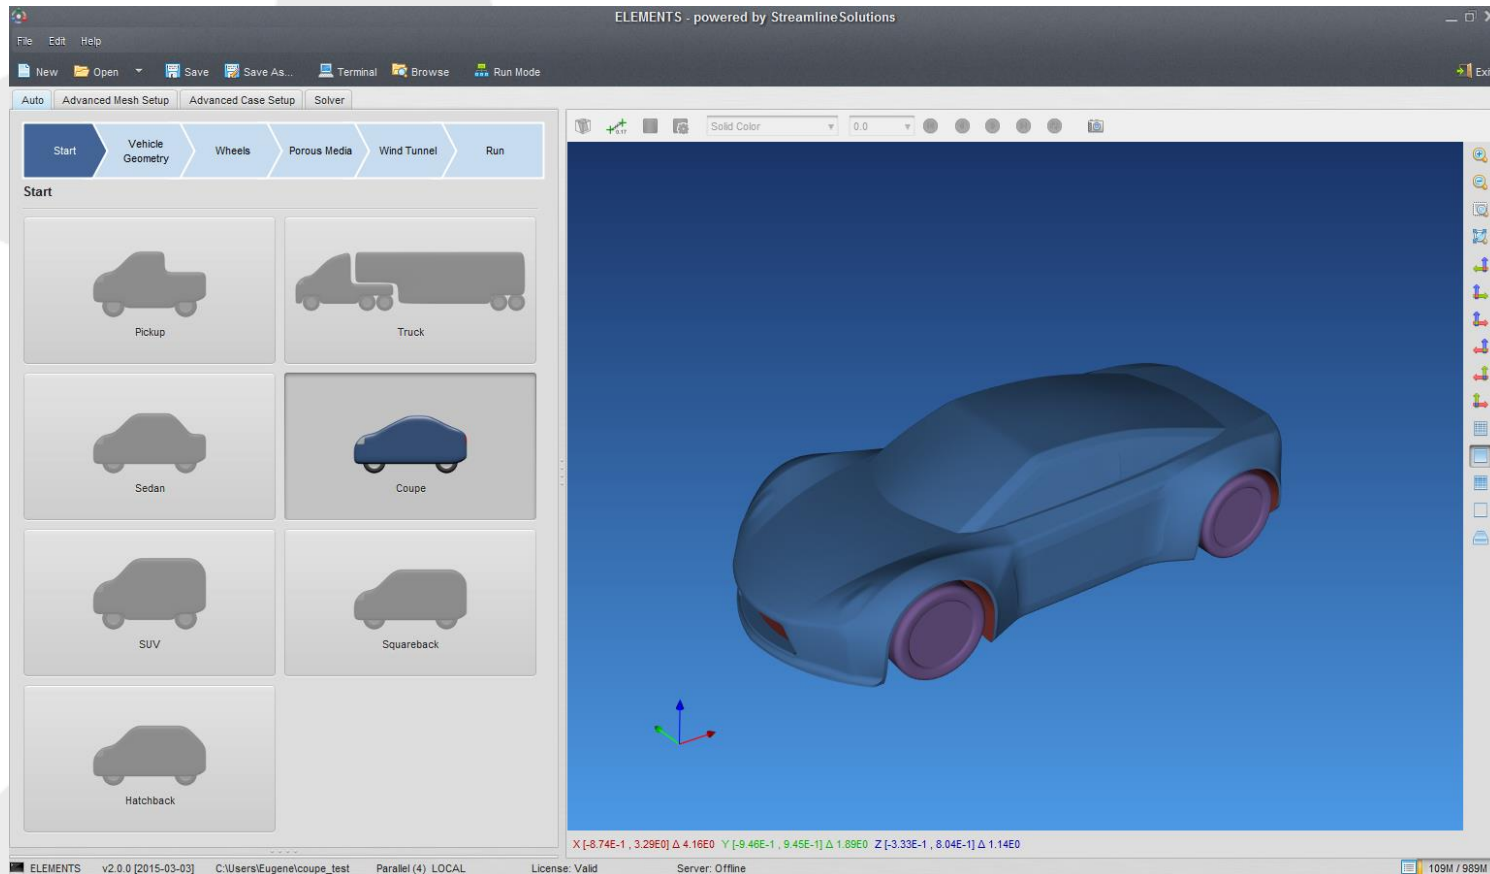 ELEMENTS - powered by StreamlineSolutions
File Edit Help
New Open Save Save As... Terminal Browse Run Mode Exi
Auto Advanced Mesh Setup Advanced Case Setup Solver
Start Vehicle Geometry Wheels Porous Media Wind Tunnel Run
Solid Color 0.0
Start
Pickup Truck
Sedan Coupe
SUV Squareback
Hatchback
X [-8.74E-1 , 3.29E0] Δ 4.16E0 Y [-9.46E-1 , 9.45E-1] Δ 1.89E0 Z [-3.33E-1 , 8.04E-1] Δ 1.14E0
ELEMENTS v2.0.0 [2015-03-03] C:\Users\Eugene\coupe_test Parallel (4) LOCAL License: Valid Server: Offline 109M / 989M